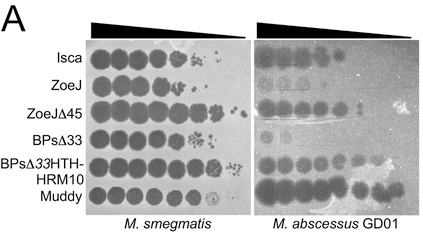 A
Isca
ZoeJ
ZoeJΔ45
BPsΔ33
BPsΔ33HTH-
HRM10
Muddy
M. smegmatis
M. abscessus GD01